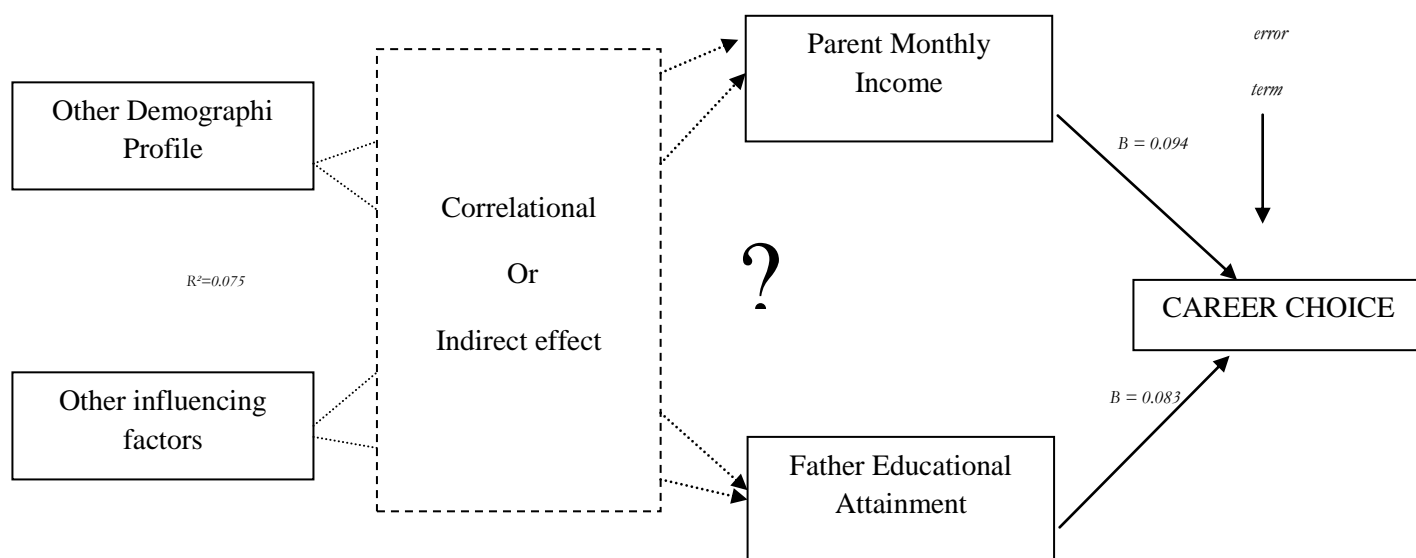 Other Demographi
Profile
R²=0.075
Other influencing
factors
Correlational
Or
Indirect effect
Parent Monthly
Income
?
Father Educational
Attainment
B = 0.094
B = 0.083
error
term
CAREER CHOICE